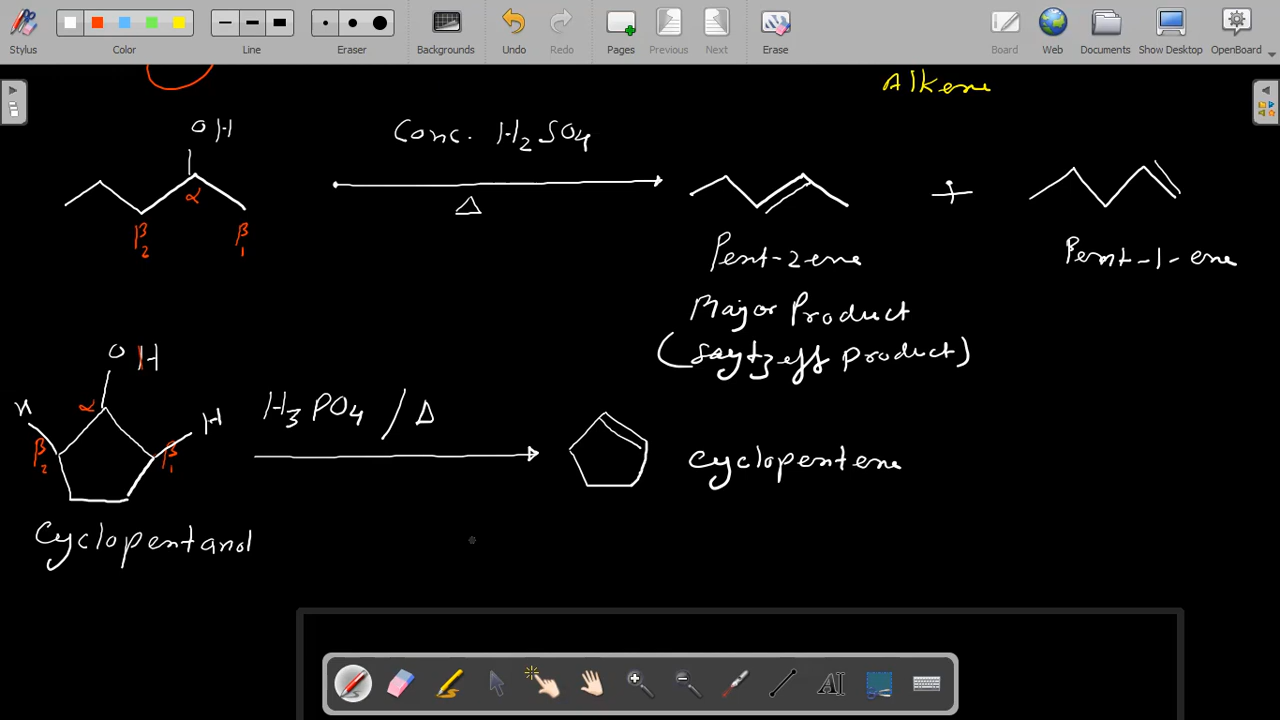 Stylus Color Line Eraser Backgrounds Undo Redo Pages Previous Next Erase Board Web Documents Show Desktop OpenBoard
Alkene
OH
α
β2
β1
Conc. H2SO4
Δ
+
Pent-2-ene
Pent-1-ene
Major Product
(Saytzeff product)
OH
α
H
H
β2
β1
Cyclopentanol
H3PO4 / Δ
cyclopentene
AI